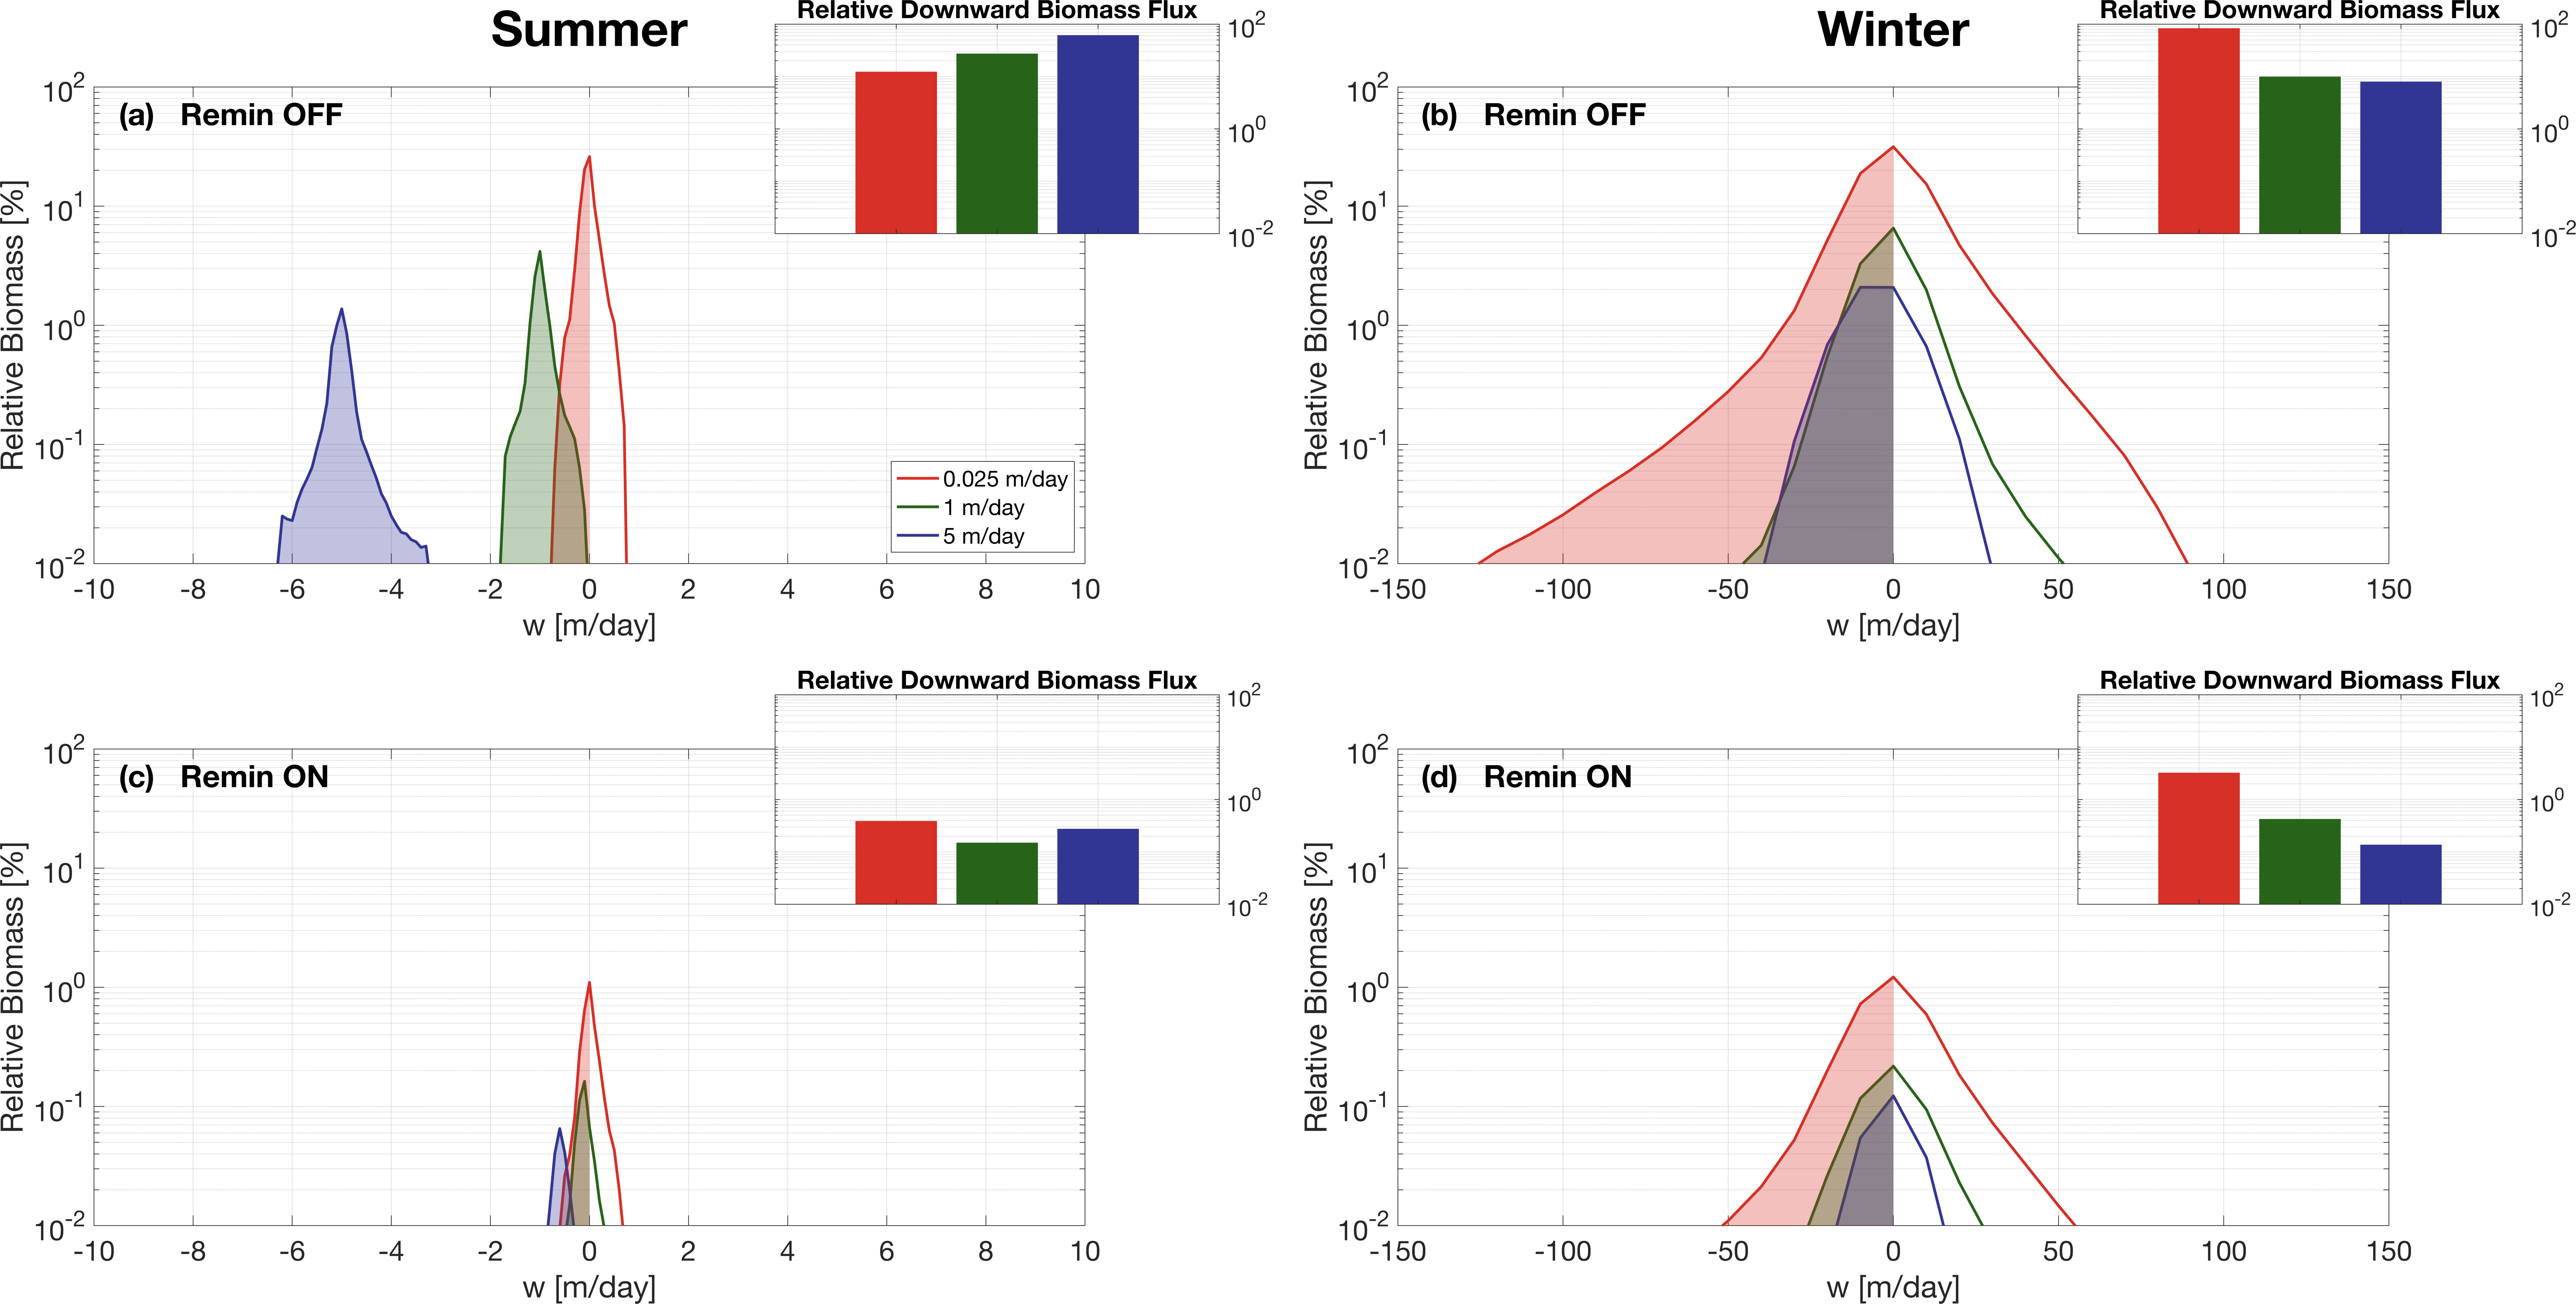 Summer
Relative Downward Biomass Flux
10^2
10^0
10^-2
(a) Remin OFF
Relative Biomass [%]
10^2
10^1
10^0
10^-1
10^-2
0.025 m/day
1 m/day
5 m/day
-10 -8 -6 -4 -2 0 2 4 6 8 10
w [m/day]
Winter
Relative Downward Biomass Flux
10^2
10^0
10^-2
(b) Remin OFF
Relative Biomass [%]
10^2
10^1
10^0
10^-1
10^-2
-150 -100 -50 0 50 100 150
w [m/day]
Relative Downward Biomass Flux
10^2
10^0
10^-2
(c) Remin ON
Relative Biomass [%]
10^2
10^1
10^0
10^-1
10^-2
-10 -8 -6 -4 -2 0 2 4 6 8 10
w [m/day]
Relative Downward Biomass Flux
10^2
10^0
10^-2
(d) Remin ON
Relative Biomass [%]
10^2
10^1
10^0
10^-1
10^-2
-150 -100 -50 0 50 100 150
w [m/day]